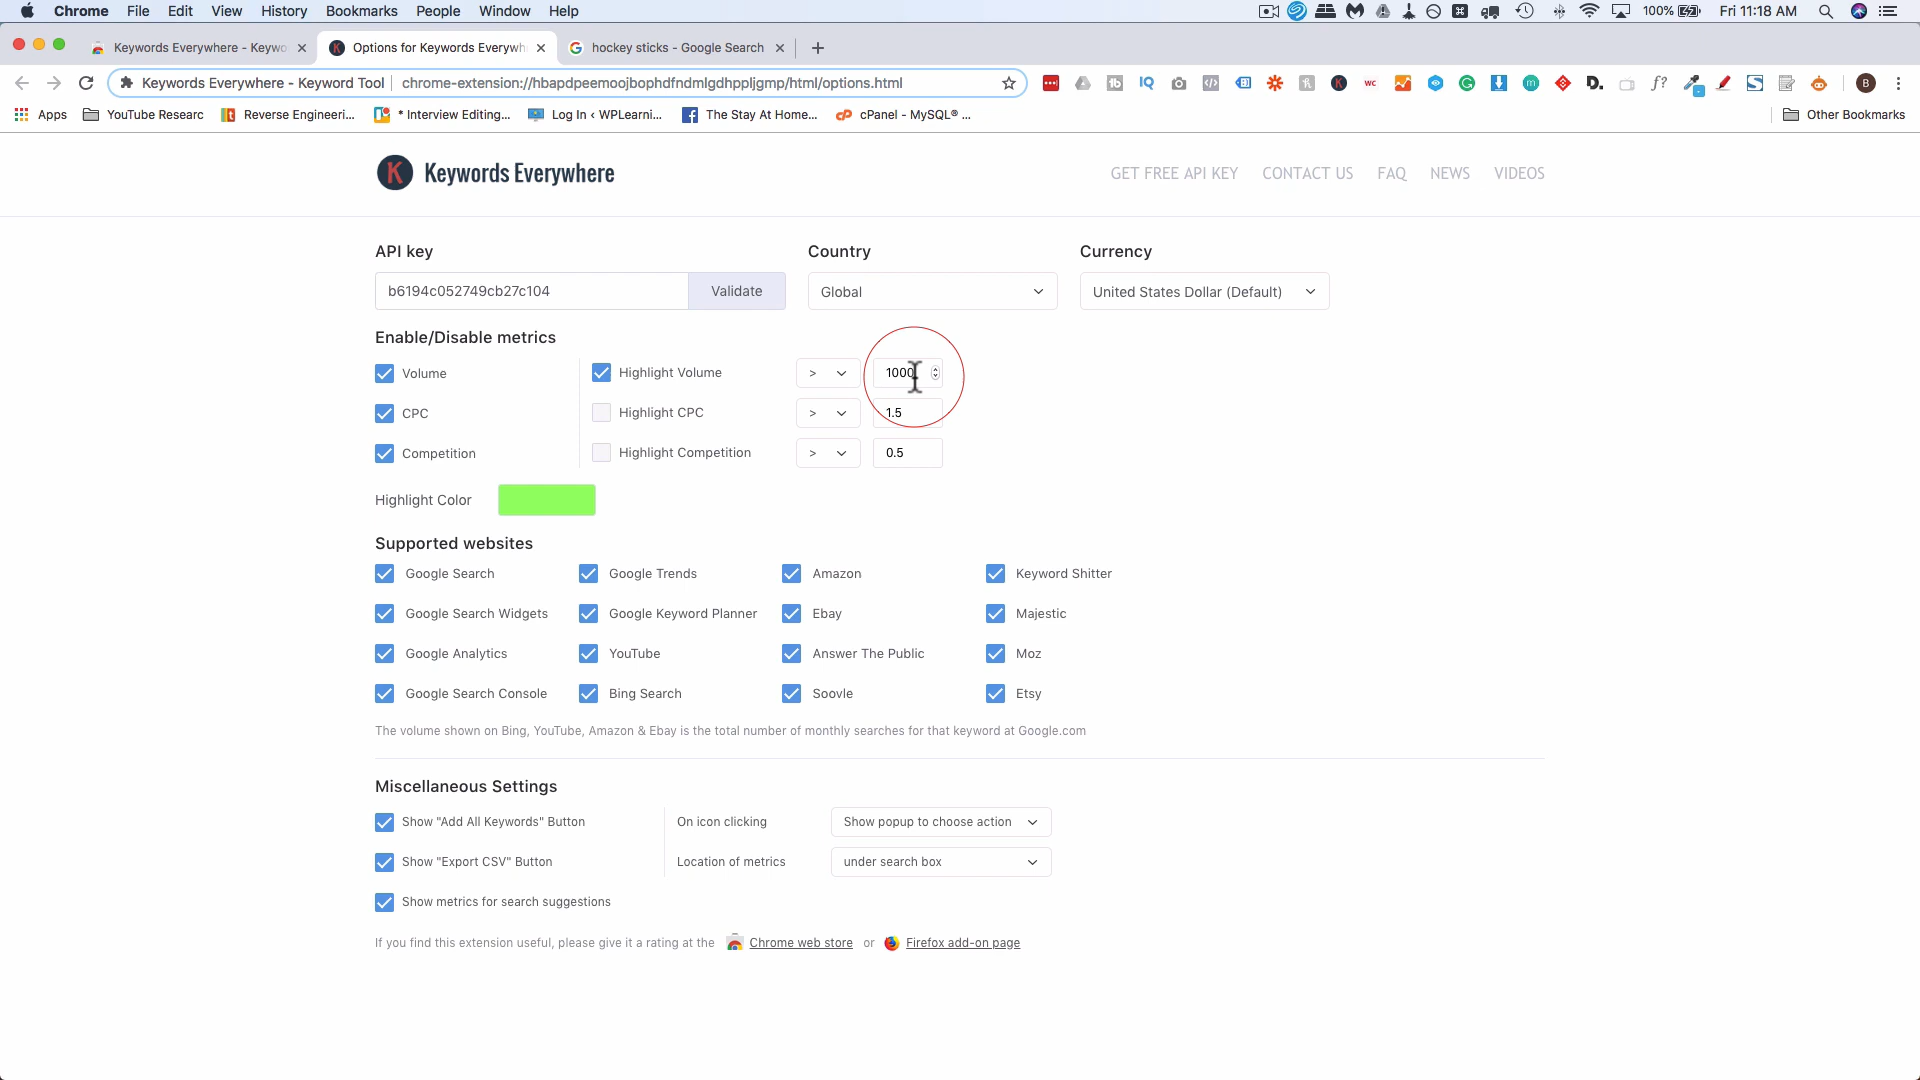 Chrome File Edit View History Bookmarks People Window Help 100% Fri 11:18 AM
Keywords Everywhere - Keywo Options for Keywords Everywh hockey sticks - Google Search
Keywords Everywhere - Keyword Tool chrome-extension://hbapdpeemoojbophdfndmlgdhppljgmp/html/options.html
Apps YouTube Researc Reverse Engineeri... * Interview Editing... Log In ‹ WPLearni... The Stay At Home... cPanel - MySQL® ... Other Bookmarks
K Keywords Everywhere GET FREE API KEY CONTACT US FAQ NEWS VIDEOS
API key Country Currency
b6194c052749cb27c104 Validate Global United States Dollar (Default)
Enable/Disable metrics
Volume Highlight Volume > 1000
CPC Highlight CPC > 1.5
Competition Highlight Competition > 0.5
Highlight Color
Supported websites
Google Search Google Trends Amazon Keyword Shitter
Google Search Widgets Google Keyword Planner Ebay Majestic
Google Analytics YouTube Answer The Public Moz
Google Search Console Bing Search Soovle Etsy
The volume shown on Bing, YouTube, Amazon & Ebay is the total number of monthly searches for that keyword at Google.com
Miscellaneous Settings
Show "Add All Keywords" Button On icon clicking Show popup to choose action
Show "Export CSV" Button Location of metrics under search box
Show metrics for search suggestions
If you find this extension useful, please give it a rating at the Chrome web store or Firefox add-on page